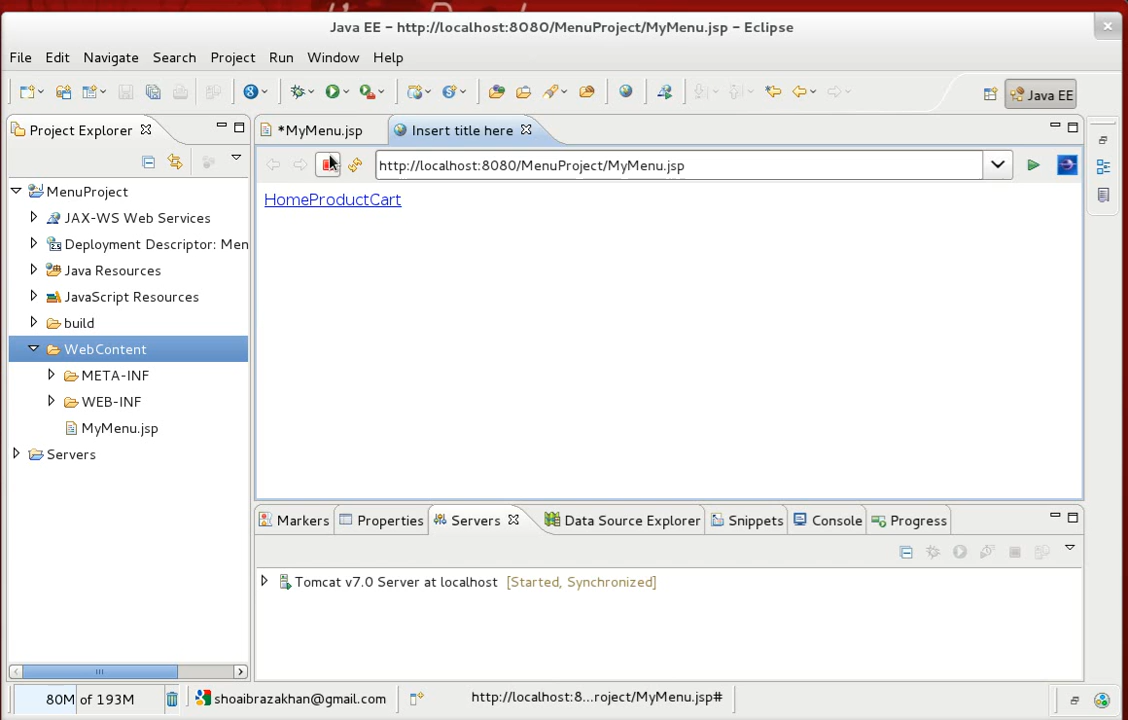 Java EE – http://localhost:8080/MenuProject/MyMenu.jsp – Eclipse
File Edit Navigate Search Project Run Window Help
Java EE
Project Explorer
*MyMenu.jsp
Insert title here
http://localhost:8080/MenuProject/MyMenu.jsp
HomeProductCart
MenuProject
JAX-WS Web Services
Deployment Descriptor: Men
Java Resources
JavaScript Resources
build
WebContent
META-INF
WEB-INF
MyMenu.jsp
Servers
Markers Properties Servers Data Source Explorer Snippets Console Progress
Tomcat v7.0 Server at localhost [Started, Synchronized]
80M of 193M
shoaibrazakhan@gmail.com
http://localhost:8...roject/MyMenu.jsp#